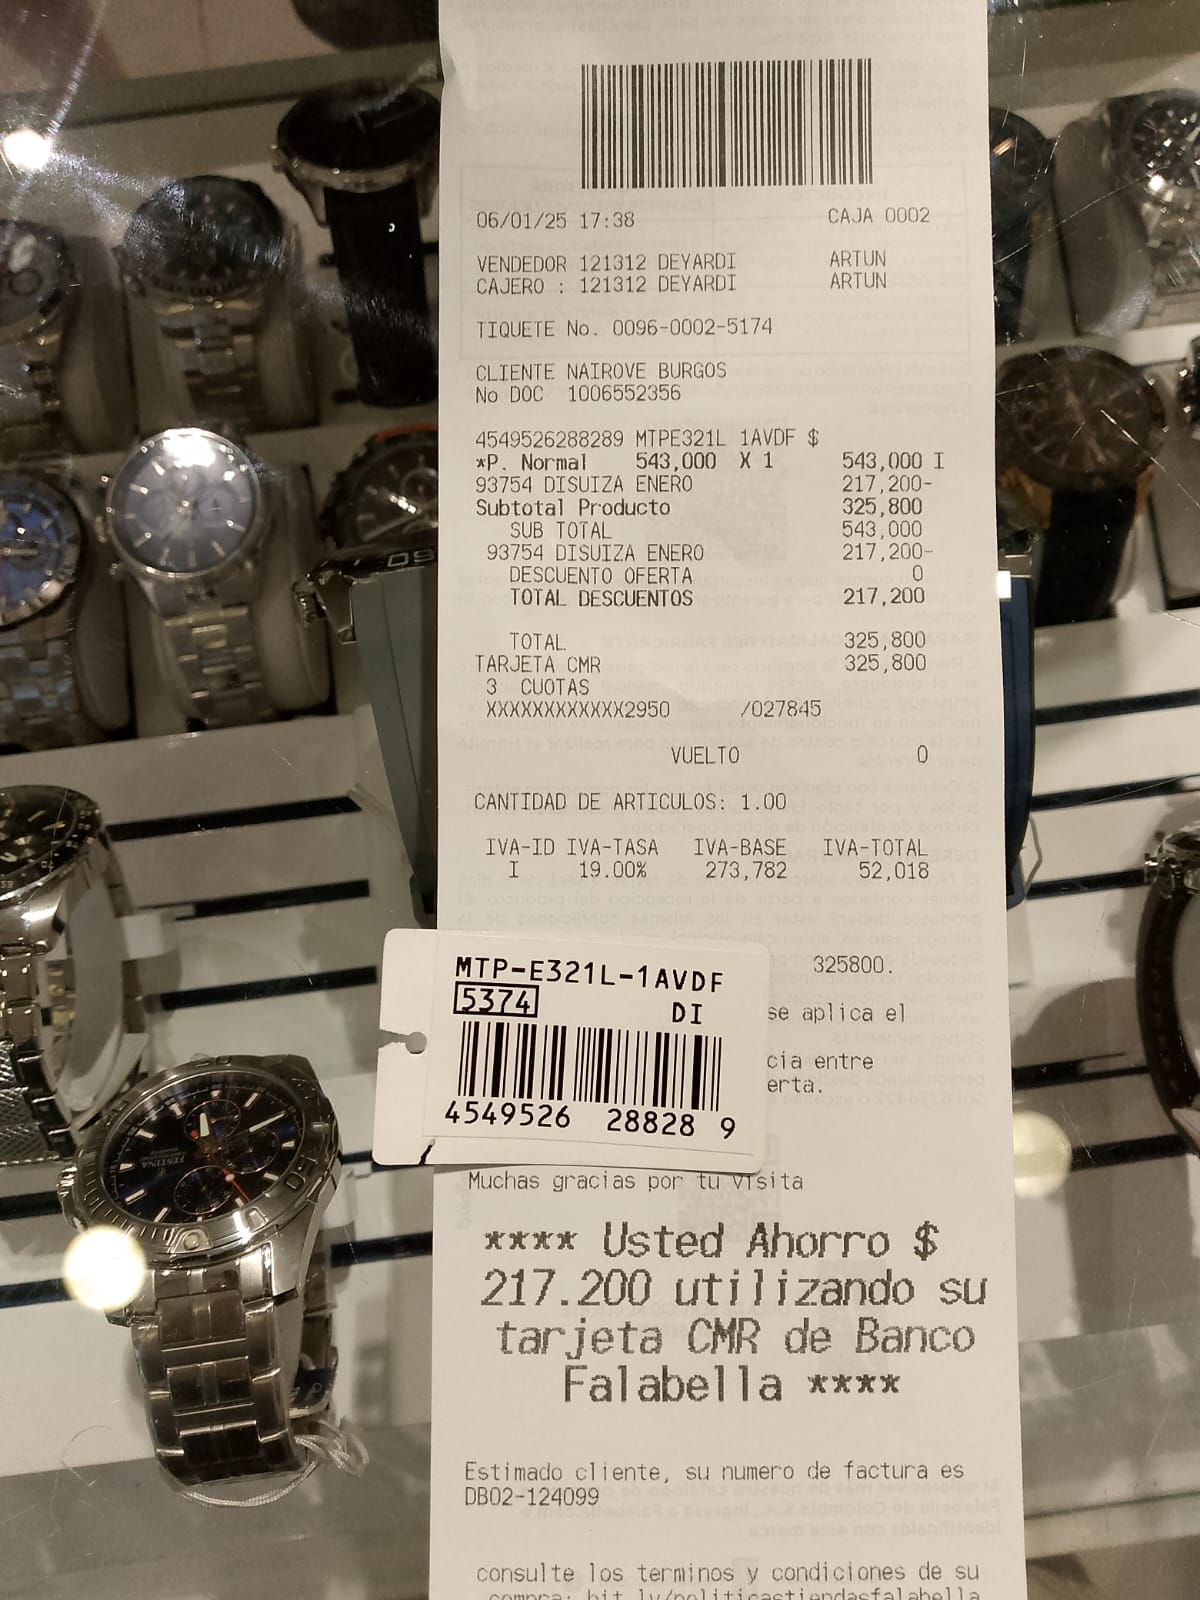 06/01/25 17:38 CAJA 0002
VENDEDOR 121312 DEYARDI ARTUN
CAJERO : 121312 DEYARDI ARTUN
TIQUETE No. 0096-0002-5174
CLIENTE NAIROVE BURGOS
No DOC 1006552356
4549526288289 MTPE321L 1AVDF $
*P. Normal 543,000 X 1 543,000 I
93754 DISUIZA ENERO 217,200-
Subtotal Producto 325,800
SUB TOTAL 543,000
93754 DISUIZA ENERO 217,200-
DESCUENTO OFERTA 0
TOTAL DESCUENTOS 217,200
TOTAL 325,800
TARJETA CMR 325,800
3 CUOTAS
XXXXXXXXXXXX2950 /027845
VUELTO 0
CANTIDAD DE ARTICULOS: 1.00
IVA-ID IVA-TASA IVA-BASE IVA-TOTAL
I 19.00% 273,782 52,018
325800.
se aplica el
cia entre
erta.
MTP-E321L-1AVDF
5374 DI
4549526 28828 9
Muchas gracias por tu visita
**** Usted Ahorro $
217.200 utilizando su
tarjeta CMR de Banco
Falabella ****
Estimado cliente, su numero de factura es
DB02-124099
consulte los terminos y condiciones de su
compra: bit.ly/politicastiendasfalabella
FESTINA